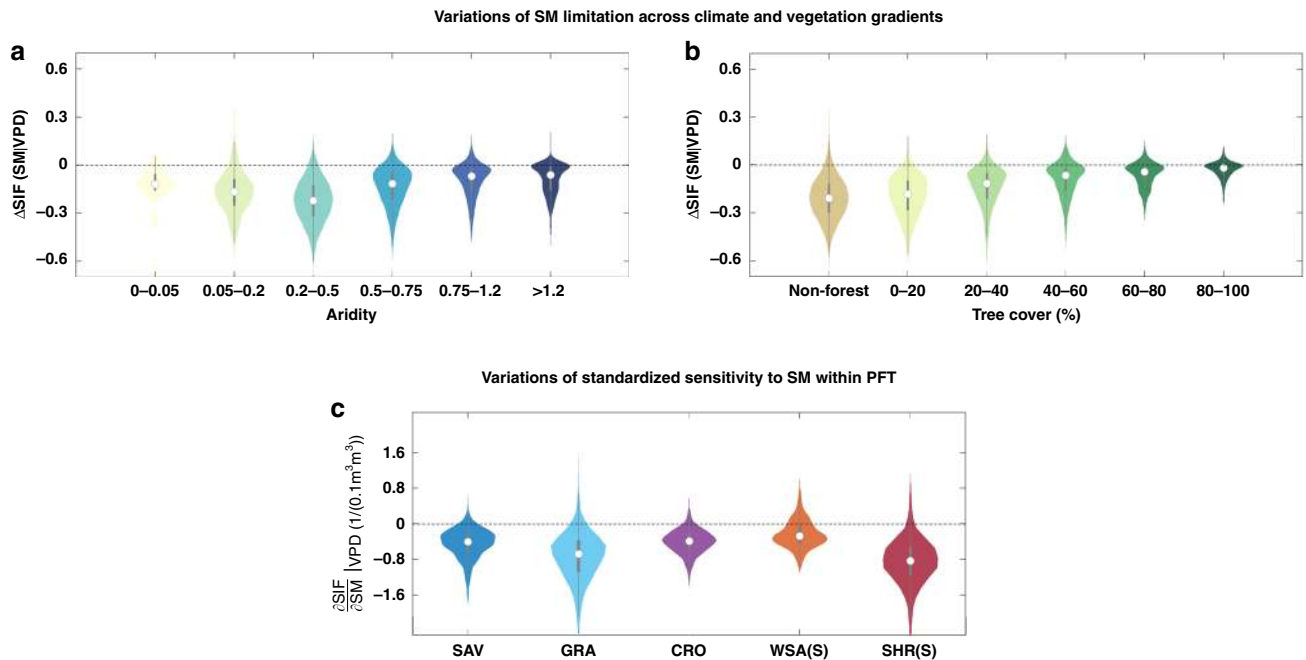 Variations of SM limitation across climate and vegetation gradients
a
b
ΔSIF (SM|VPD)
0.6
0.3
0
−0.3
−0.6
0–0.05 0.05–0.2 0.2–0.5 0.5–0.75 0.75–1.2 >1.2
Aridity
ΔSIF (SM|VPD)
0.6
0.3
0
−0.3
−0.6
Non-forest 0–20 20–40 40–60 60–80 80–100
Tree cover (%)
Variations of standardized sensitivity to SM within PFT
c
∂SIF/∂SM |VPD (1/(0.1m³m³))
1.6
0.8
0
−0.8
−1.6
SAV GRA CRO WSA(S) SHR(S)